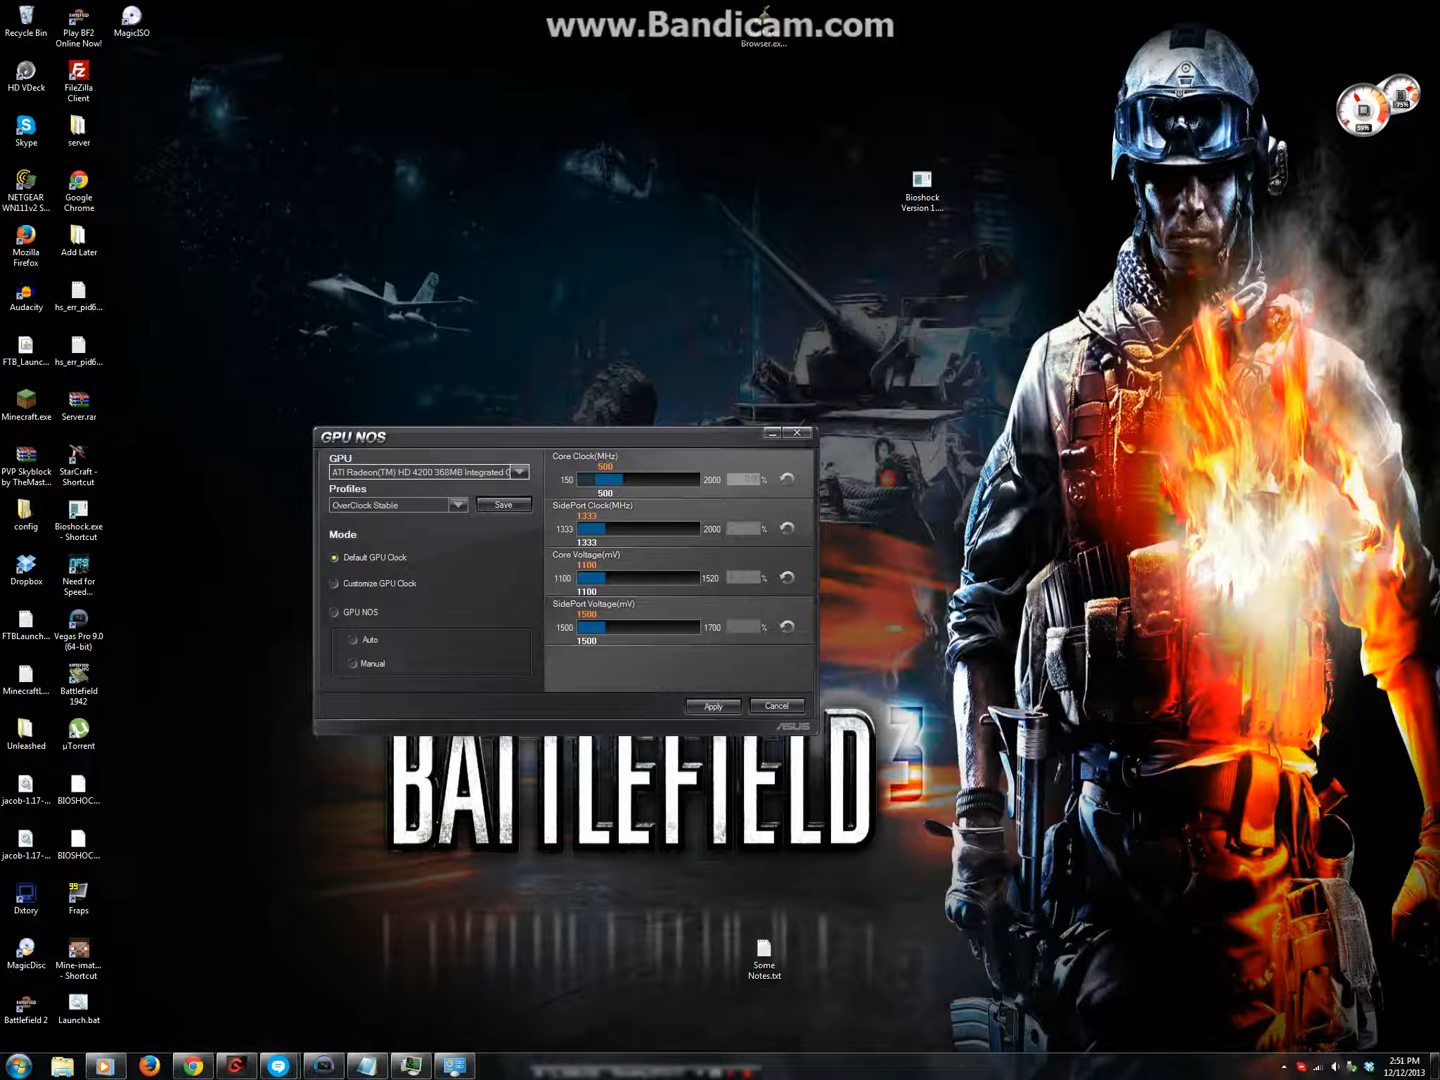 www.Bandicam.com
Recycle Bin
Play BF2
Online Now!
MagicISO
Browser.ex...
HD VDeck
FileZilla
Client
75%
59%
Skype
server
NETGEAR
WN111v2 S...
Google
Chrome
Bioshock
Version 1....
Mozilla
Firefox
Add Later
Audacity
hs_err_pid6...
FTB_Launc...
hs_err_pid6...
Minecraft.exe
Server.rar
PVP Skyblock
by TheMast...
StarCraft -
Shortcut
config
Bioshock.exe
- Shortcut
Dropbox
Need for
Speed...
FTBLaunch...
Vegas Pro 9.0
(64-bit)
MinecraftL...
Battlefield
1942
Unleashed
µTorrent
jacob-1.17-...
BIOSHOC...
jacob-1.17-...
BIOSHOC...
Dxtory
99
Fraps
MagicDisc
Mine-imat...
- Shortcut
Battlefield 2
Launch.bat
GPU NOS
GPU
ATI Radeon(TM) HD 4200 368MB Integrated G
Profiles
OverClock Stable
Save
Mode
Default GPU Clock
Customize GPU Clock
GPU NOS
Auto
Manual
Core Clock(MHz)
500
150
2000
%
500
SidePort Clock(MHz)
1333
1333
2000
%
1333
Core Voltage(mV)
1100
1100
1520
%
1100
SidePort Voltage(mV)
1500
1500
1700
%
1500
Apply
Cancel
ASUS
BATTLEFIELD 3
Some
Notes.txt
2:51 PM
12/12/2013